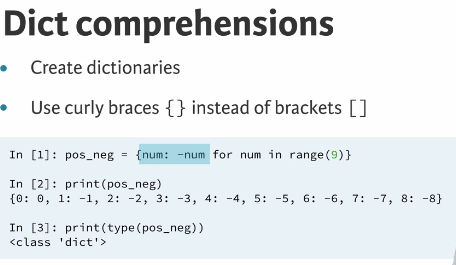 Dict comprehensions
• Create dictionaries
• Use curly braces {} instead of brackets []
In [1]: pos_neg = {num: -num for num in range(9)}
In [2]: print(pos_neg)
{0: 0, 1: -1, 2: -2, 3: -3, 4: -4, 5: -5, 6: -6, 7: -7, 8: -8}
In [3]: print(type(pos_neg))
<class 'dict'>